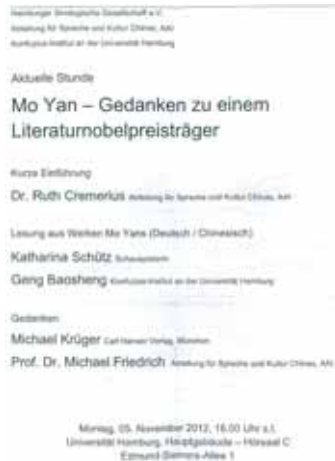 Hamburger Sinologische Gesellschaft e.V.
Abteilung für Sprache und Kultur Chinas, AAI
Konfuzius-Institut an der Universität Hamburg
Aktuelle Stunde
Mo Yan – Gedanken zu einem
Literaturnobelpreisträger
Kurze Einführung
Dr. Ruth Cremerius Abteilung für Sprache und Kultur Chinas, AAI
Lesung aus Werken Mo Yans (Deutsch / Chinesisch)
Katharina Schütz Schauspielerin
Geng Baosheng Konfuzius-Institut an der Universität Hamburg
Gedanken
Michael Krüger Carl Hanser Verlag, München
Prof. Dr. Michael Friedrich Abteilung für Sprache und Kultur Chinas, AAI
Montag, 05. November 2012, 16.00 Uhr s.t.
Universität Hamburg, Hauptgebäude – Hörsaal C
Edmund-Siemers-Allee 1